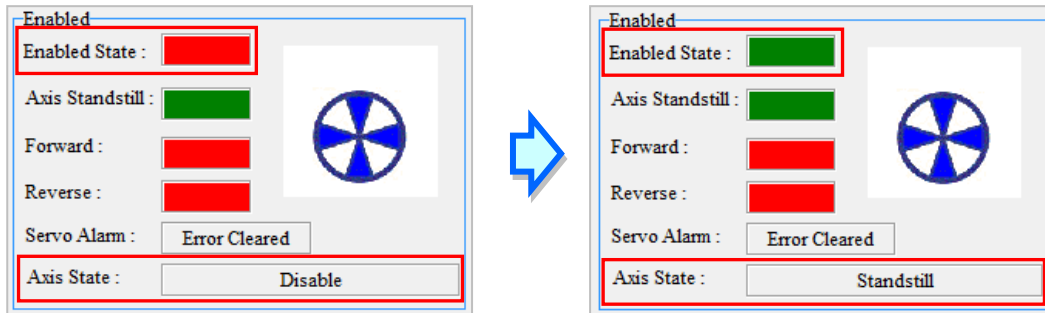 Enabled
Enabled State :
Axis Standstill :
Forward :
Reverse :
Servo Alarm : Error Cleared
Axis State : Disable
Enabled
Enabled State :
Axis Standstill :
Forward :
Reverse :
Servo Alarm : Error Cleared
Axis State : Standstill